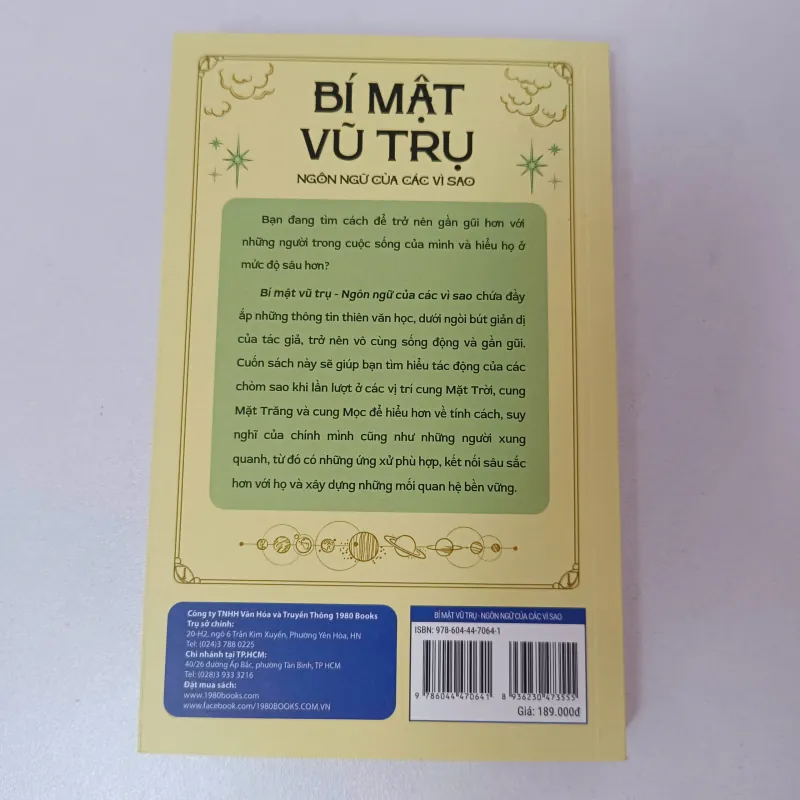 BÍ MẬT
VŨ TRỤ
NGÔN NGỮ CỦA CÁC VÌ SAO
Bạn đang tìm cách để trở nên gần gũi hơn với
những người trong cuộc sống của mình và hiểu họ ở
mức độ sâu hơn?
Bí mật vũ trụ - Ngôn ngữ của các vì sao chứa đầy
ắp những thông tin thiên văn học, dưới ngòi bút giản dị
của tác giả, trở nên vô cùng sống động và gần gũi.
Cuốn sách này sẽ giúp bạn tìm hiểu tác động của các
chòm sao khi lần lượt ở các vị trí cung Mặt Trời, cung
Mặt Trăng và cung Mọc để hiểu hơn về tính cách, suy
nghĩ của chính mình cũng như những người xung
quanh, từ đó có những ứng xử phù hợp, kết nối sâu sắc
hơn với họ và xây dựng những mối quan hệ bền vững.
Công ty TNHH Văn Hóa và Truyền Thông 1980 Books
Trụ sở chính:
20-H2, ngõ 6 Trần Kim Xuyến, Phường Yên Hòa, HN
Tel: (024)3 788 0225
Chi nhánh tại TP.HCM:
40/26 đường Ấp Bắc, phường Tân Bình, TP HCM
Tel: (028)3 933 3216
Đặt mua sách:
www.1980books.com
www.facebook.com/1980BOOKS.COM.VN
BÍ MẬT VŨ TRỤ - NGÔN NGỮ CỦA CÁC VÌ SAO
ISBN: 978-604-44-7064-1
9 786044 470641 8 936230 473555
Giá: 189.000đ